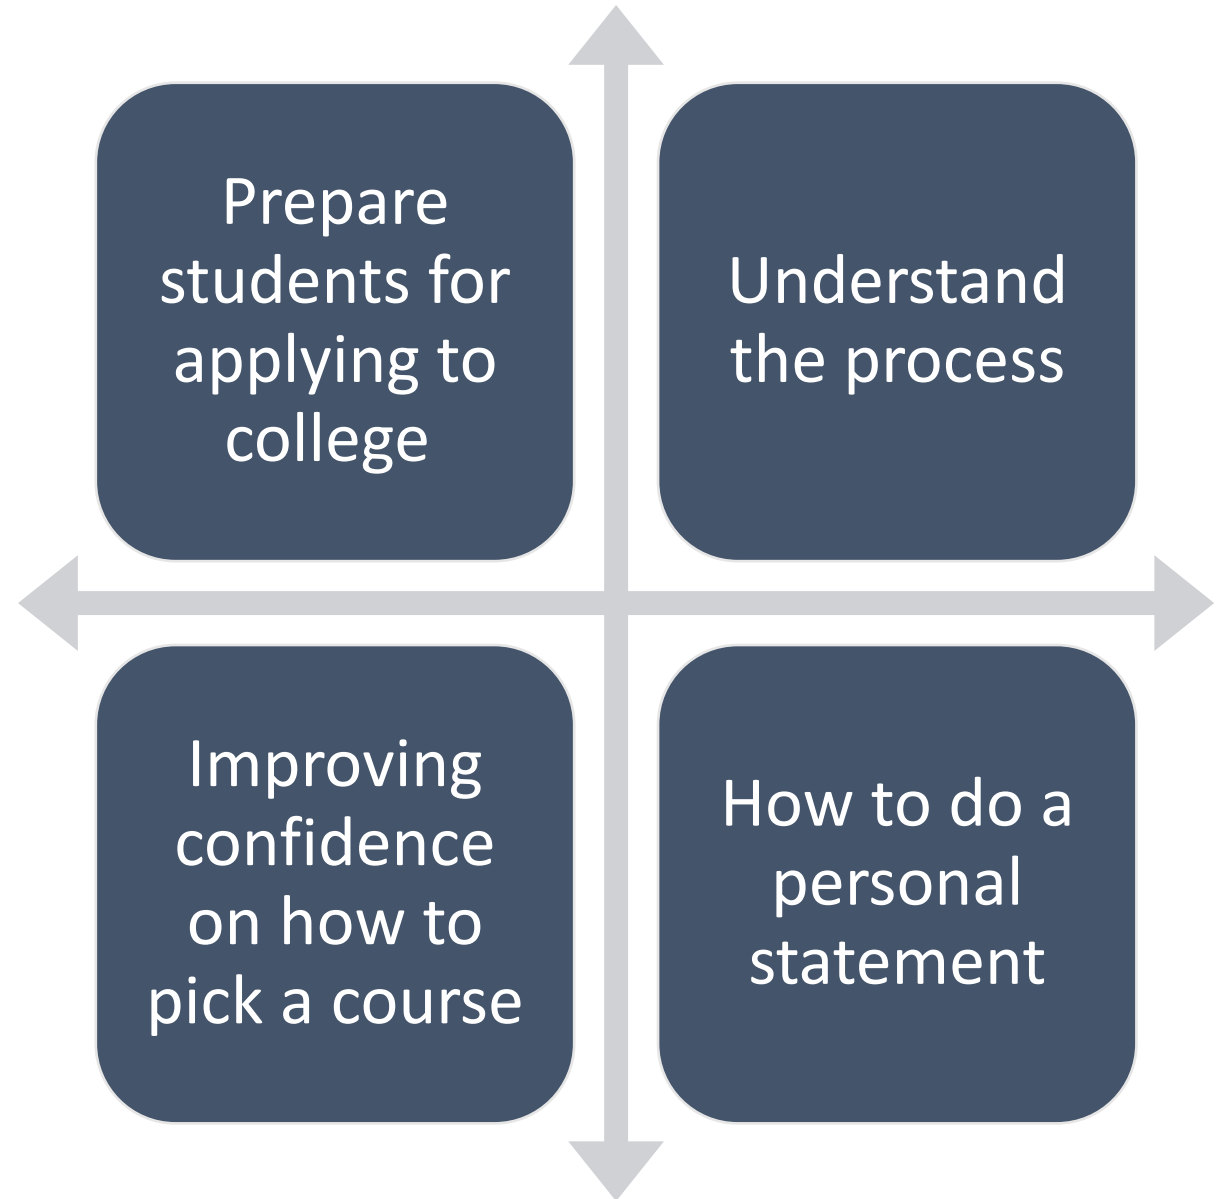 Prepare
students for
applying to
college
Understand
the process
Improving
confidence
on how to
pick a course
How to do a
personal
statement